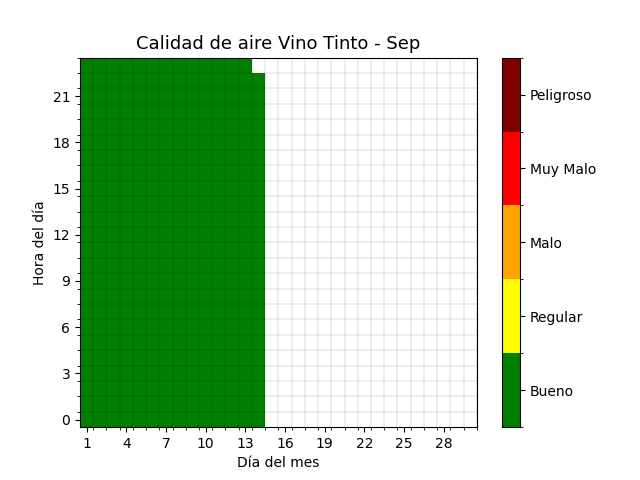 Calidad de aire Vino Tinto - Sep
Hora del día
21
18
15
12
9
6
3
0
1 4 7 10 13 16 19 22 25 28
Día del mes
Peligroso
Muy Malo
Malo
Regular
Bueno